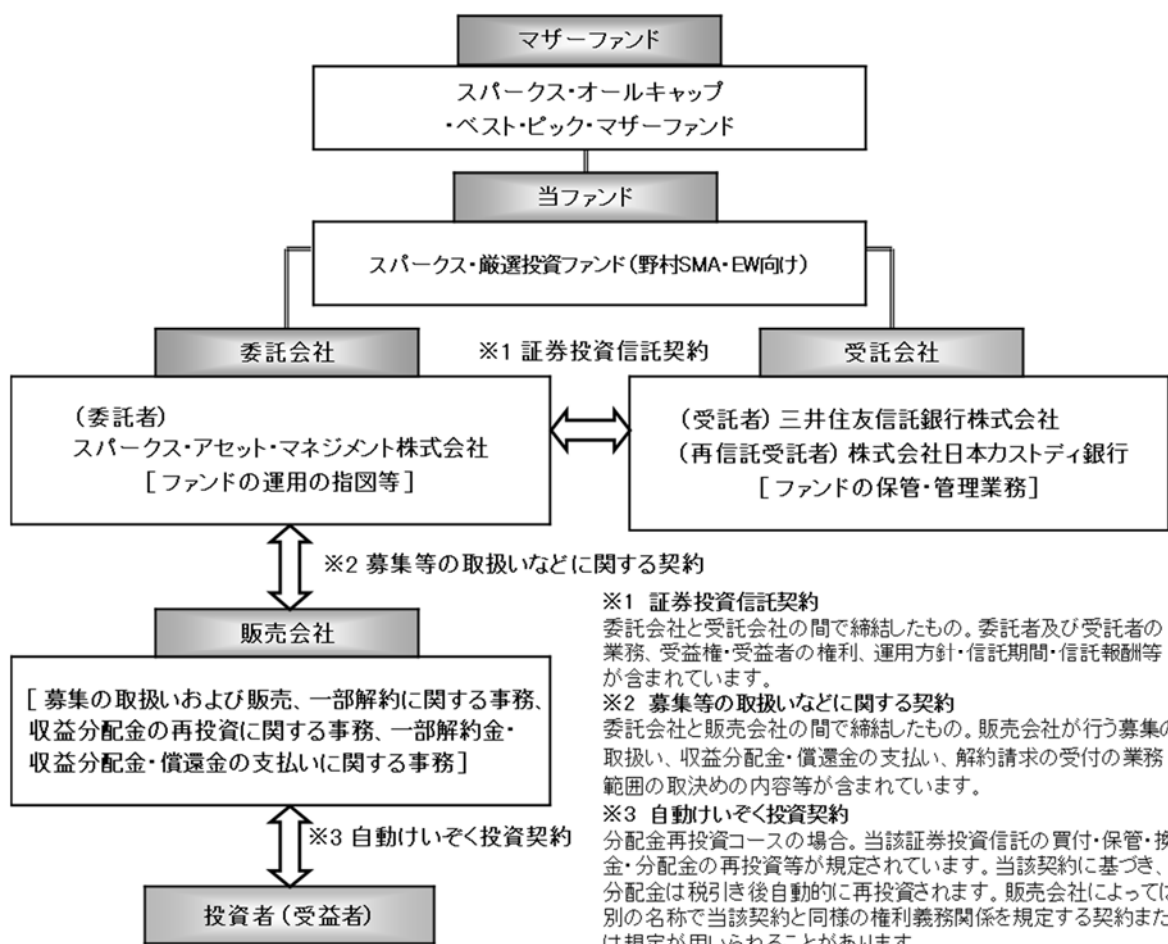 マザーファンド
スパークス・オールキャップ
・ベスト・ピック・マザーファンド
当ファンド
スパークス・厳選投資ファンド(野村SMA・EW向け)
委託会社
※1 証券投資信託契約
受託会社
(委託者)
スパークス・アセット・マネジメント株式会社
[ファンドの運用の指図等]
(受託者) 三井住友信託銀行株式会社
(再信託受託者) 株式会社日本カストディ銀行
[ファンドの保管・管理業務]
※2 募集等の取扱いなどに関する契約
販売会社
[募集の取扱いおよび販売、一部解約に関する事務、
収益分配金の再投資に関する事務、一部解約金・
収益分配金・償還金の支払いに関する事務]
※3 自動けいぞく投資契約
投資者(受益者)
※1 証券投資信託契約
委託会社と受託会社の間で締結したもの。委託者及び受託者の
業務、受益権・受益者の権利、運用方針・信託期間・信託報酬等
が含まれています。
※2 募集等の取扱いなどに関する契約
委託会社と販売会社の間で締結したもの。販売会社が行う募集の
取扱い、収益分配金・償還金の支払い、解約請求の受付の業務
範囲の取決めの内容等が含まれています。
※3 自動けいぞく投資契約
分配金再投資コースの場合。当該証券投資信託の買付・保管・換
金・分配金の再投資等が規定されています。当該契約に基づき、
分配金は税引き後自動的に再投資されます。販売会社によっては
別の名称で当該契約と同様の権利義務関係を規定する契約また
は規定が用いられることがあります。